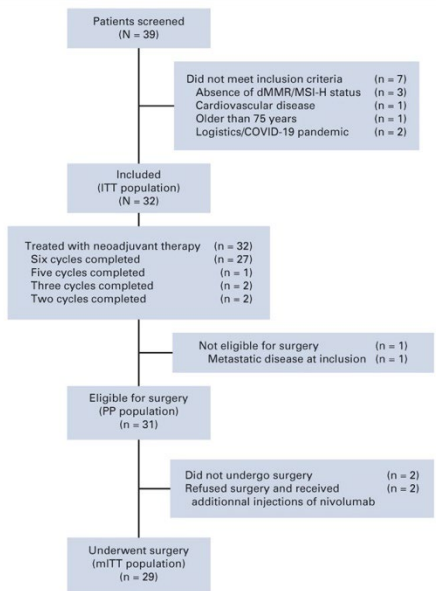 Patients screened
(N = 39)
Did not meet inclusion criteria (n = 7)
Absence of dMMR/MSI-H status (n = 3)
Cardiovascular disease (n = 1)
Older than 75 years (n = 1)
Logistics/COVID-19 pandemic (n = 2)
Included
(ITT population)
(N = 32)
Treated with neoadjuvant therapy (n = 32)
Six cycles completed (n = 27)
Five cycles completed (n = 1)
Three cycles completed (n = 2)
Two cycles completed (n = 2)
Not eligible for surgery (n = 1)
Metastatic disease at inclusion (n = 1)
Eligible for surgery
(PP population)
(n = 31)
Did not undergo surgery (n = 2)
Refused surgery and received (n = 2)
additionnal injections of nivolumab
Underwent surgery
(mITT population)
(n = 29)